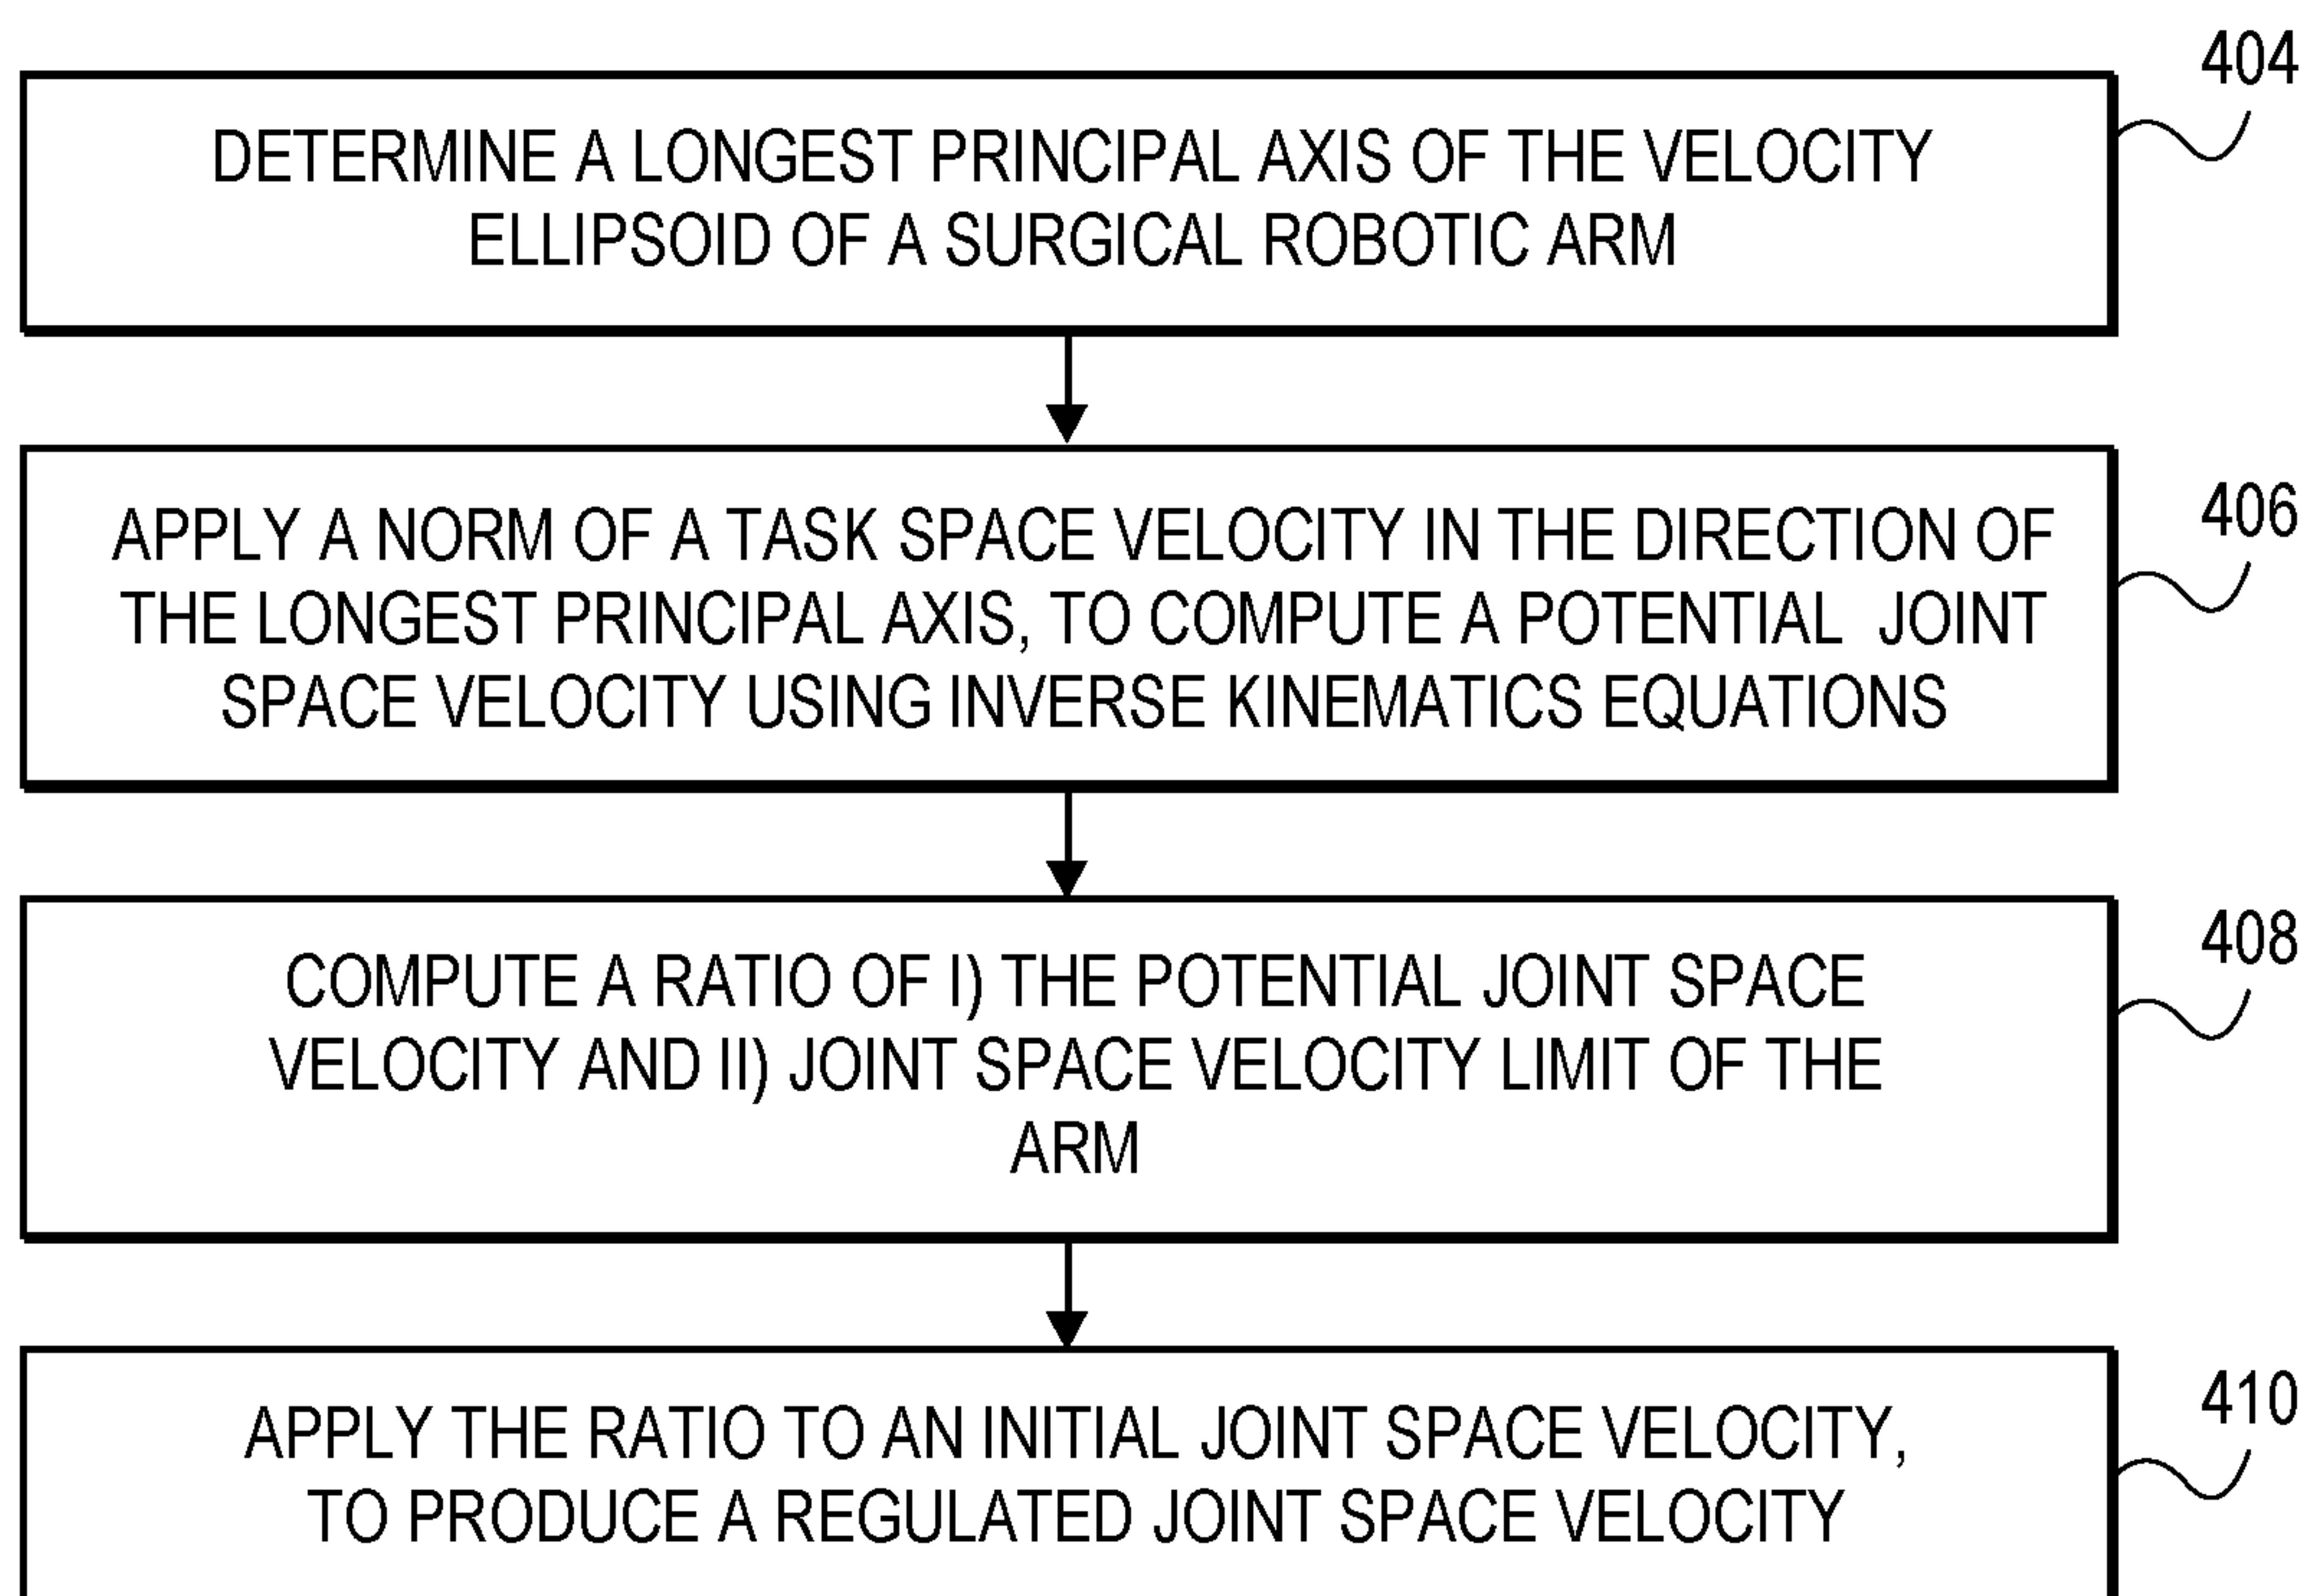 404
DETERMINE A LONGEST PRINCIPAL AXIS OF THE VELOCITY
ELLIPSOID OF A SURGICAL ROBOTIC ARM
406
APPLY A NORM OF A TASK SPACE VELOCITY IN THE DIRECTION OF
THE LONGEST PRINCIPAL AXIS, TO COMPUTE A POTENTIAL JOINT
SPACE VELOCITY USING INVERSE KINEMATICS EQUATIONS
408
COMPUTE A RATIO OF I) THE POTENTIAL JOINT SPACE
VELOCITY AND II) JOINT SPACE VELOCITY LIMIT OF THE
ARM
410
APPLY THE RATIO TO AN INITIAL JOINT SPACE VELOCITY,
TO PRODUCE A REGULATED JOINT SPACE VELOCITY